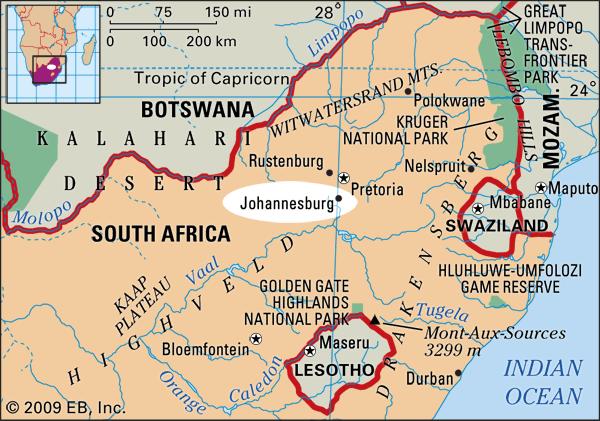 0 75 150 mi
0 100 200 km
28°
GREAT
LIMPOPO
TRANS-
FRONTIER
PARK
Limpopo
Tropic of Capricorn
24°
LEBOMBO HILLS
BOTSWANA
WITWATERSRAND MTS.
Polokwane
MOZAM.
KALAHARI
DESERT
KRUGER
NATIONAL PARK
Rustenburg
Nelspruit
Pretoria
Maputo
Johannesburg
Mbabane
Molopo
SWAZILAND
SOUTH AFRICA
DRAKENSBERG
HLUHLUWE-UMFOLOZI
GAME RESERVE
Vaal
KAAP
PLATEAU
HIGHVELD
GOLDEN GATE
HIGHLANDS
NATIONAL PARK
Tugela
Mont-Aux-Sources
3299 m
Bloemfontein
Maseru
LESOTHO
Orange
Caledon
Durban
INDIAN
OCEAN
© 2009 EB, Inc.